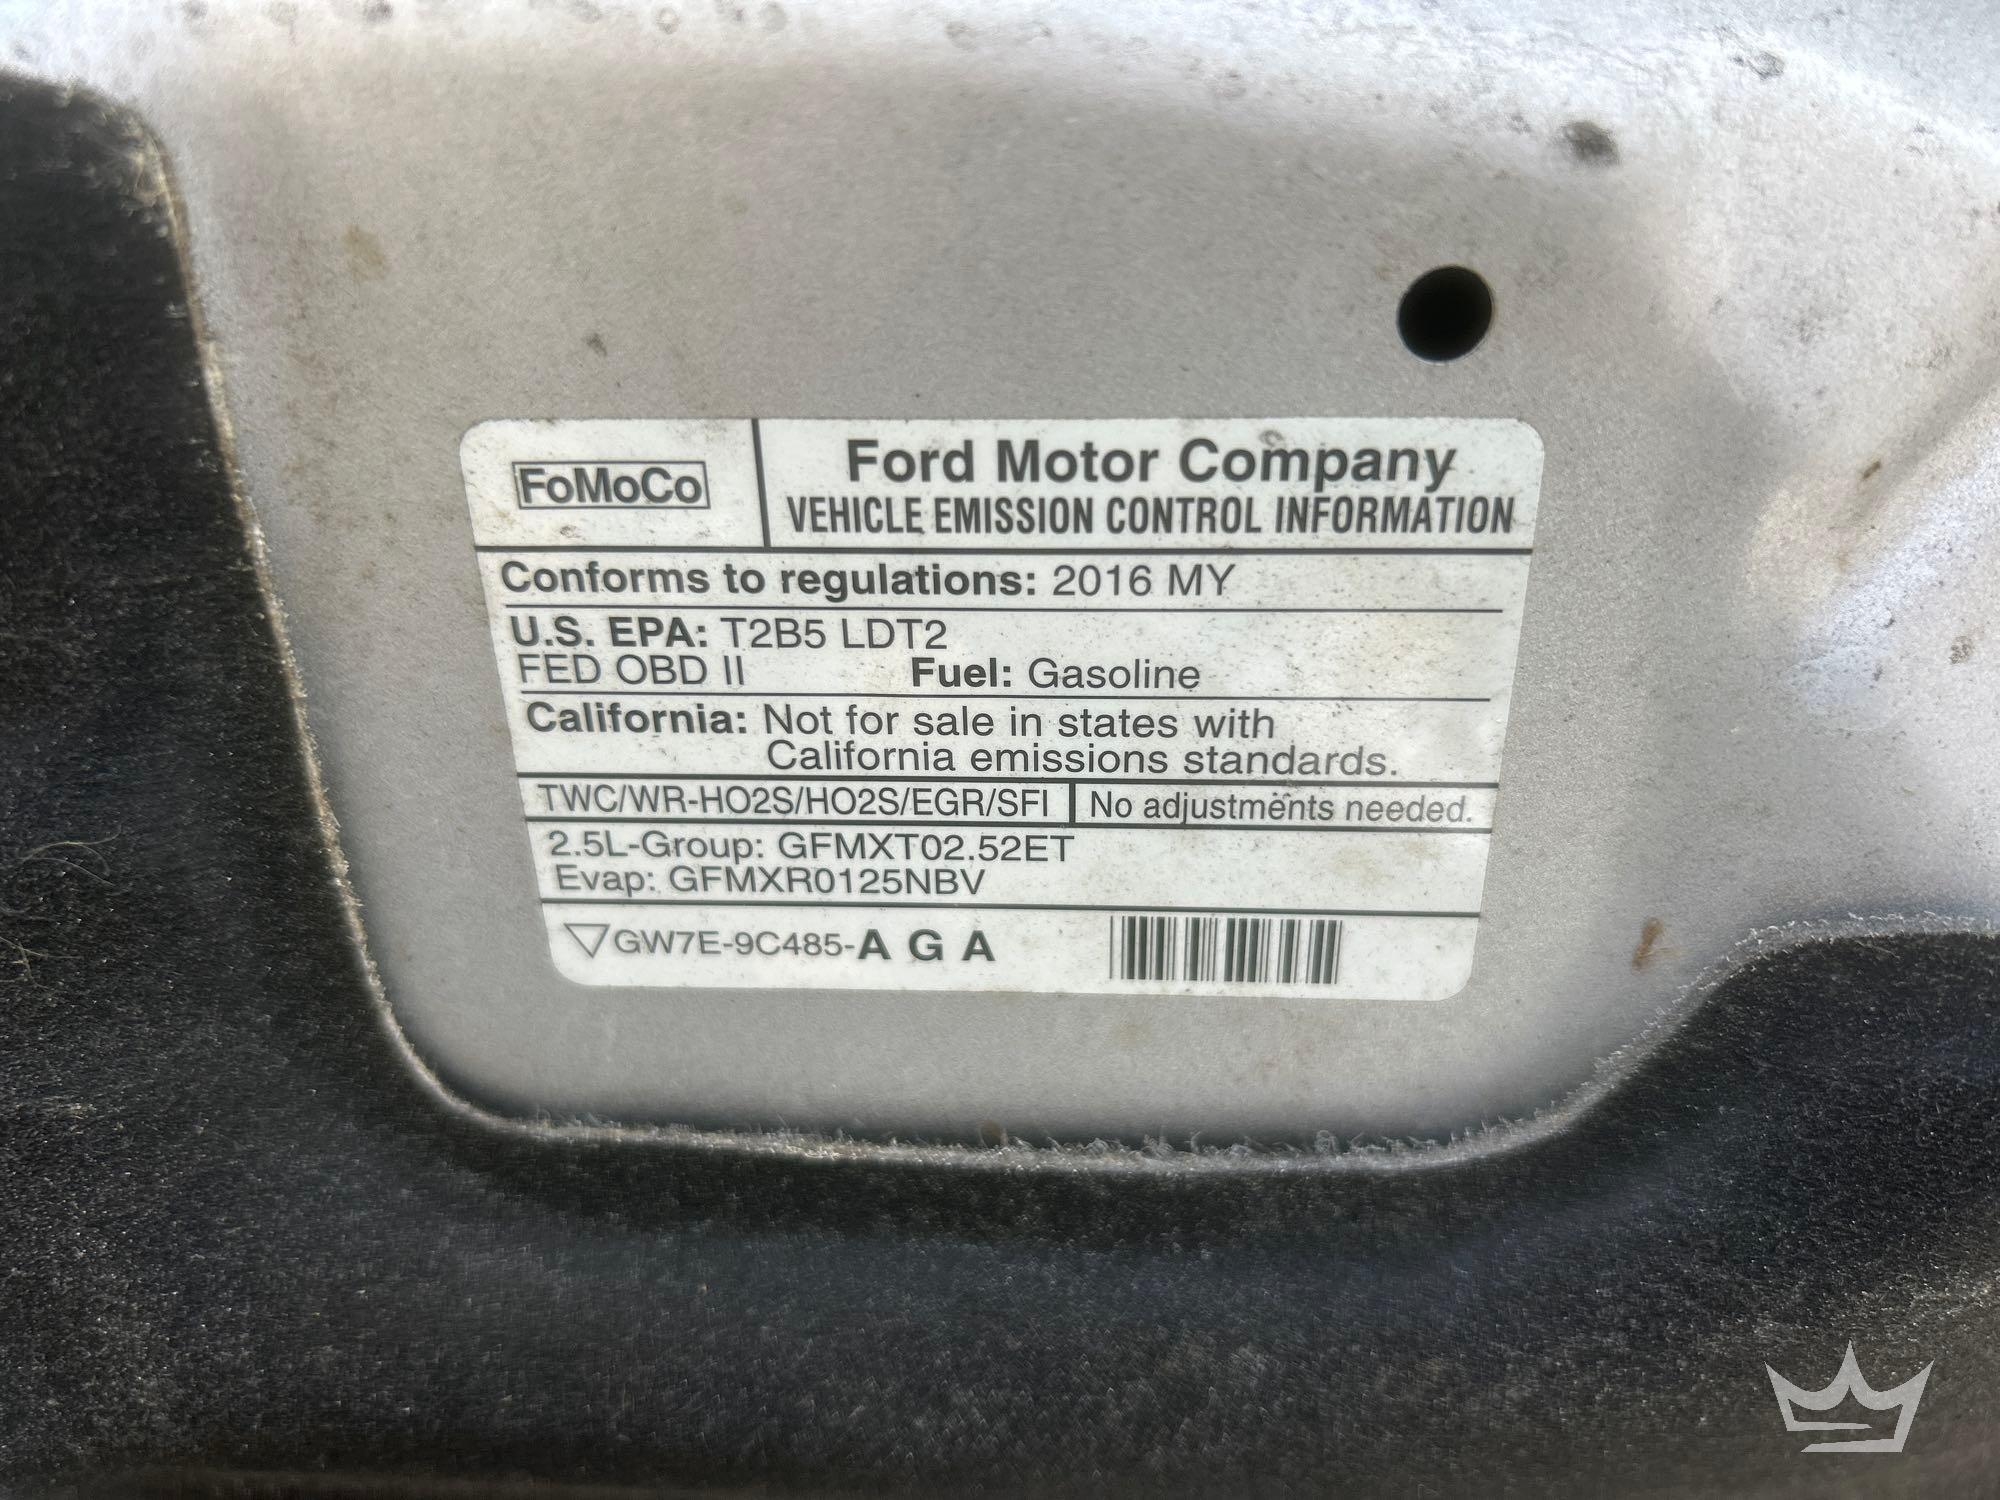 FoMoCo
Ford Motor Company
VEHICLE EMISSION CONTROL INFORMATION
Conforms to regulations: 2016 MY
U.S. EPA: T2B5 LDT2
FED OBD II Fuel: Gasoline
California: Not for sale in states with
California emissions standards.
TWC/WR-HO2S/HO2S/EGR/SFI No adjustments needed.
2.5L-Group: GFMXT02.52ET
Evap: GFMXR0125NBV
GW7E-9C485-A G A